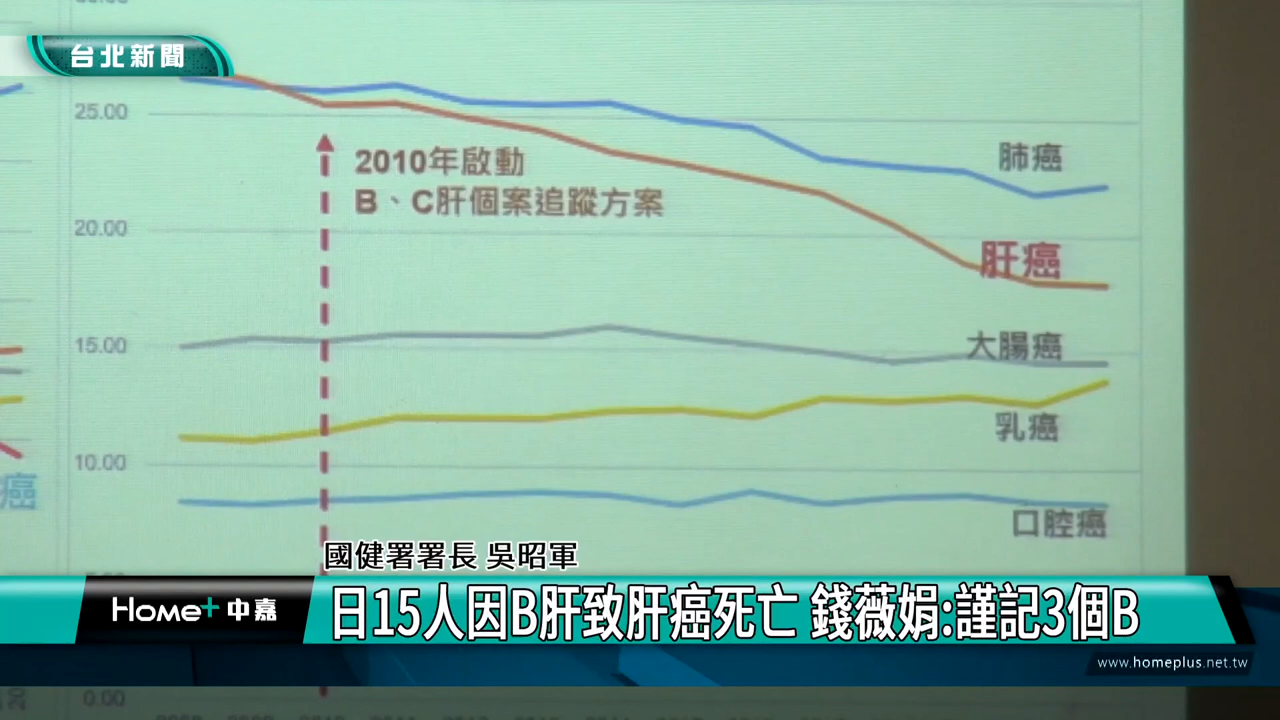 台北新聞
25.00
2010年啟動
B、C肝個案追蹤方案
肺癌
20.00
肝癌
15.00
大腸癌
乳癌
10.00
癌
口腔癌
國健署署長 吳昭軍
Home+中嘉
日15人因B肝致肝癌死亡 錢薇娟:謹記3個B
www.homeplus.net.tw
0.00